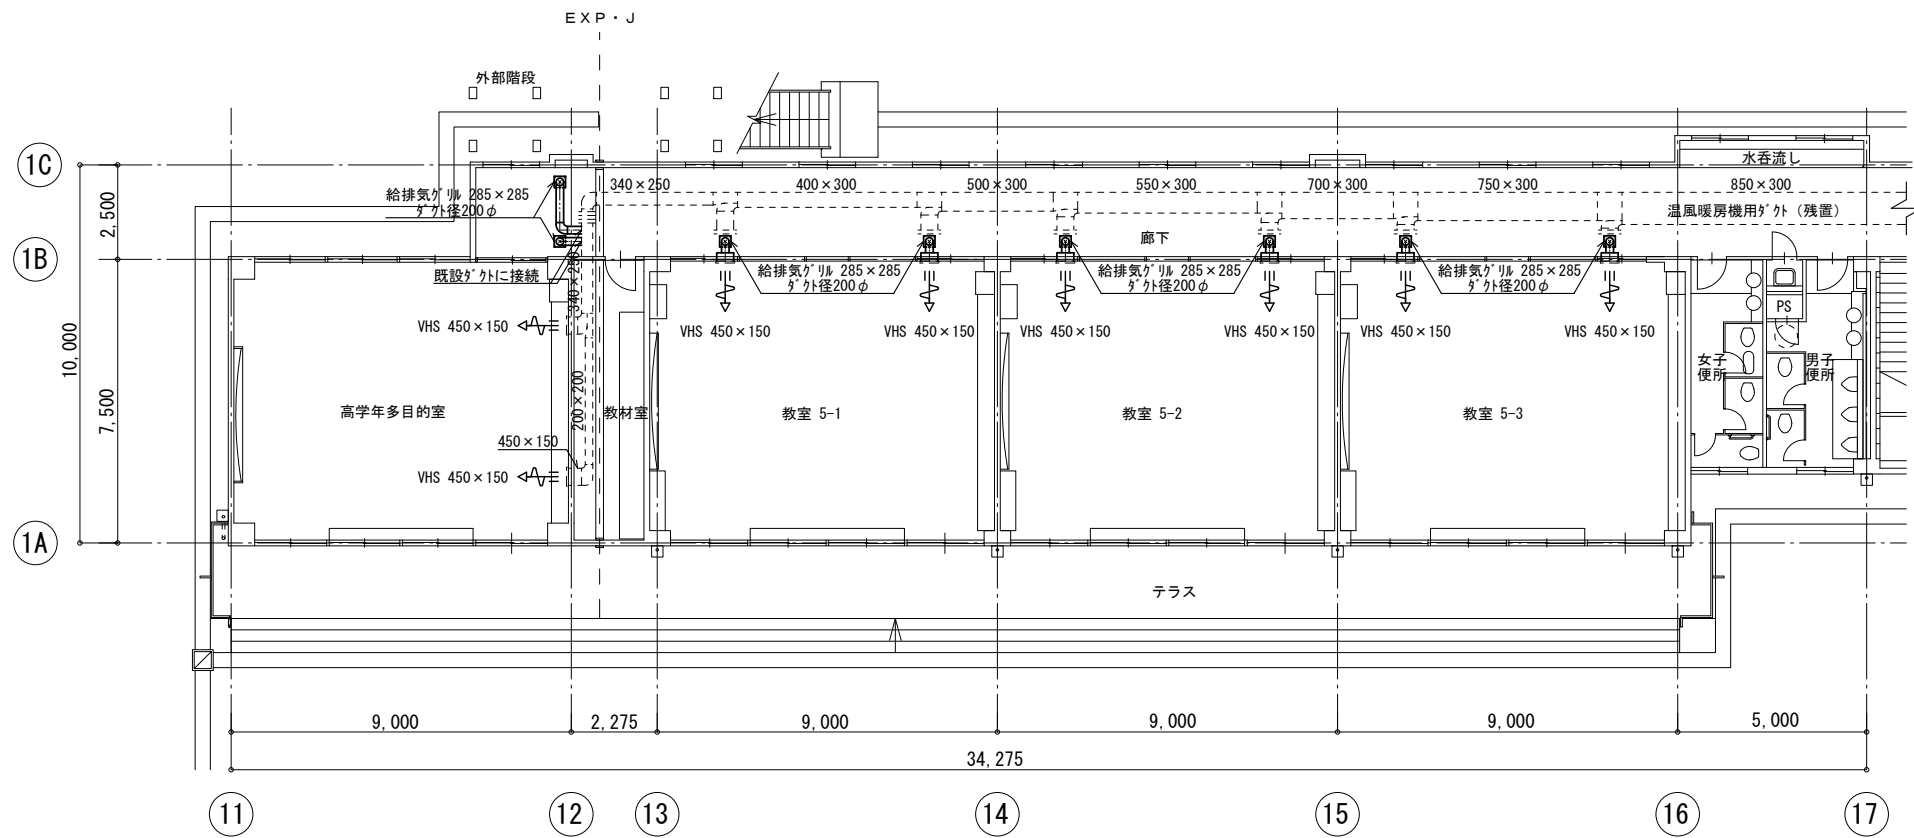 EXP・J
外部階段
1C
水呑流し
340×250
400×300
500×300
550×300
700×300
750×300
850×300
給排気グリル 285×285
ダクト径200φ
温風暖房機用ダクト（残置）
2,500
廊下
1B
既設ダクトに接続
340×250
給排気グリル 285×285
ダクト径200φ
給排気グリル 285×285
ダクト径200φ
給排気グリル 285×285
ダクト径200φ
PS
VHS 450×150
VHS 450×150
VHS 450×150
VHS 450×150
VHS 450×150
VHS 450×150
VHS 450×150
10,000
7,500
女子
便所
男子
便所
200×200
高学年多目的室
教材室
教室 5-1
教室 5-2
教室 5-3
450×150
VHS 450×150
1A
テラス
9,000
2,275
9,000
9,000
9,000
5,000
34,275
11
12
13
14
15
16
17